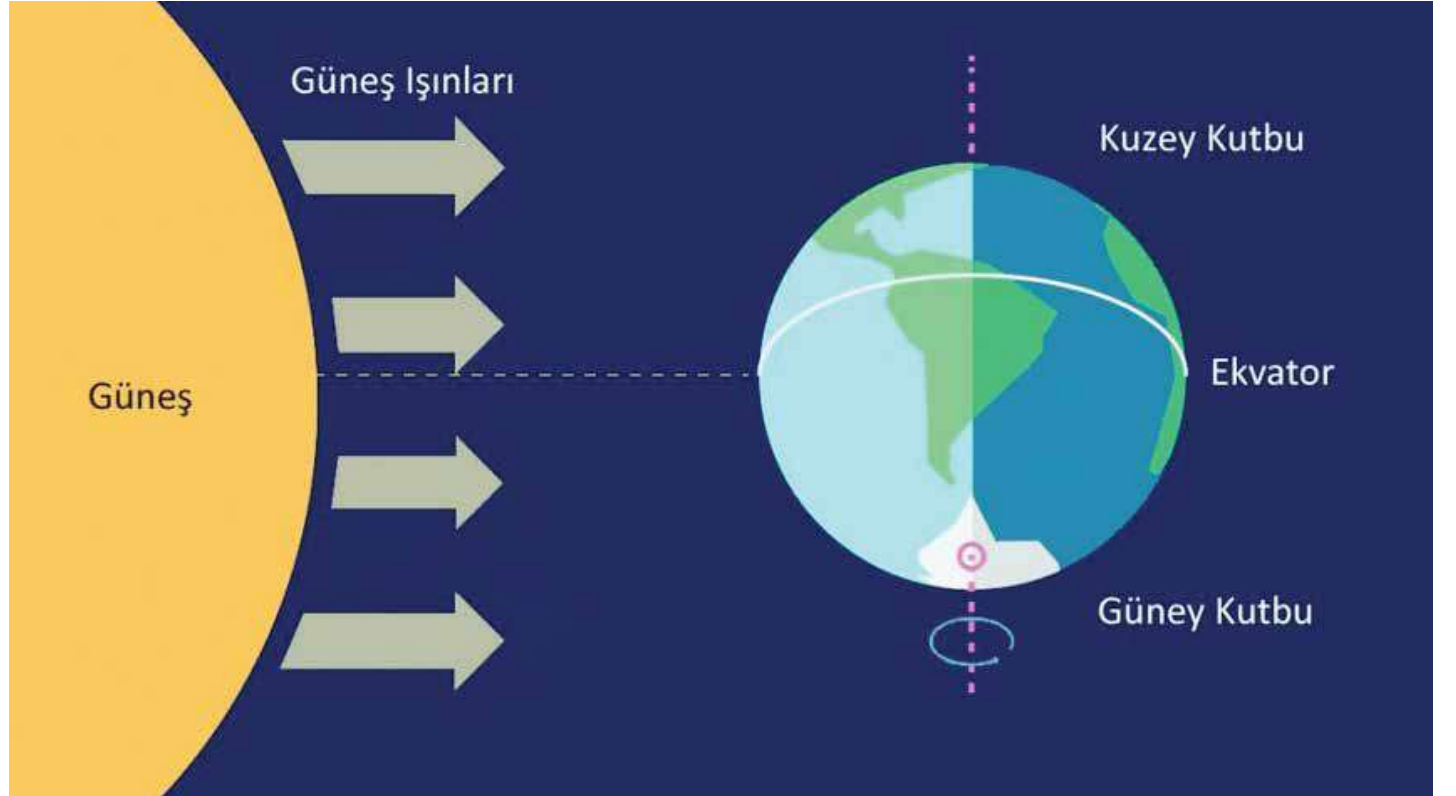 Güneş Işınları
Kuzey Kutbu
Ekvator
Güneş
Güney Kutbu